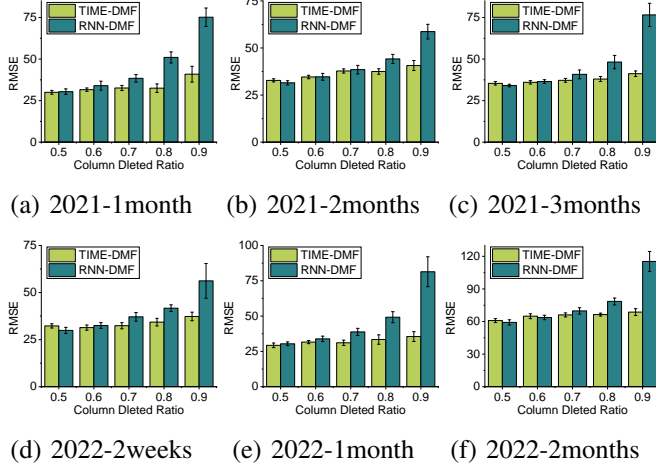 TIME-DMF
RNN-DMF
RMSE
75
50
25
0
0.5 0.6 0.7 0.8 0.9
Column Dleted Ratio
(a) 2021-1month
TIME-DMF
RNN-DMF
RMSE
75
50
25
0
0.5 0.6 0.7 0.8 0.9
Column Dleted Ratio
(b) 2021-2months
TIME-DMF
RNN-DMF
RMSE
75
50
25
0
0.5 0.6 0.7 0.8 0.9
Column Dleted Ratio
(c) 2021-3months
TIME-DMF
RNN-DMF
RMSE
75
50
25
0
0.5 0.6 0.7 0.8 0.9
Column Dleted Ratio
(d) 2022-2weeks
TIME-DMF
RNN-DMF
RMSE
100
75
50
25
0
0.5 0.6 0.7 0.8 0.9
Column Dleted Ratio
(e) 2022-1month
TIME-DMF
RNN-DMF
RMSE
120
90
60
30
0
0.5 0.6 0.7 0.8 0.9
Column Dleted Ratio
(f) 2022-2months